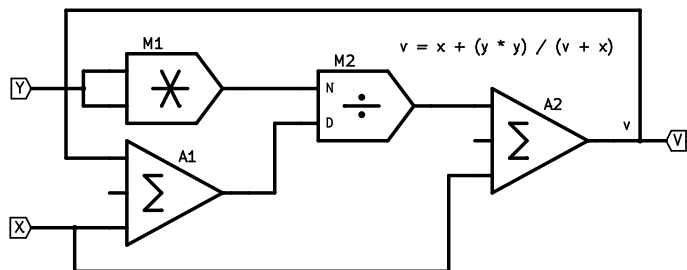 M1
v = x + (y * y) / (v + x)
M2
Y
N
D
A2
v
V
A1
X